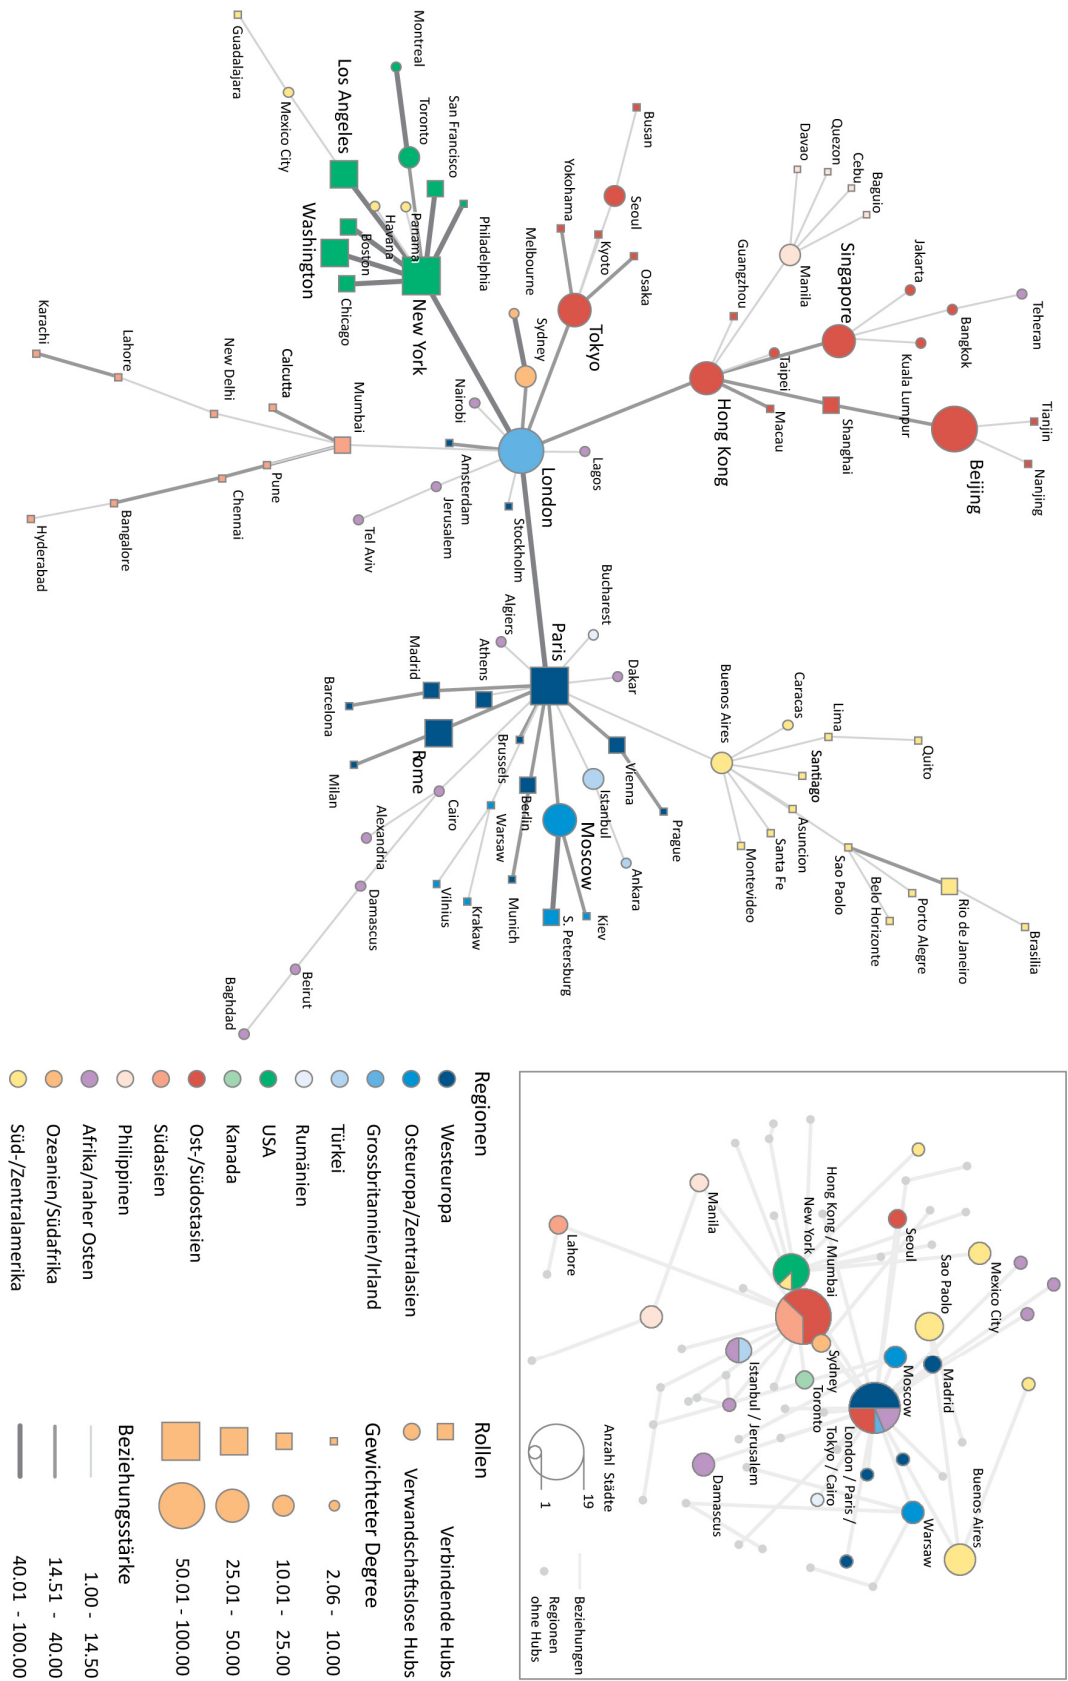 Guadalajara
Mexico City
Montreal
Toronto
San Francisco
Los Angeles
Philadelphia
Panama
Havana
Boston
Washington
Chicago
New York
Busan
Seoul
Yokohama
Kyoto
Osaka
Tokyo
Melbourne
Sydney
Davao
Quezon
Cebu
Baguio
Manila
Guangzhou
Singapore
Jakarta
Bangkok
Teheran
Kuala Lumpur
Taipei
Macau
Hong Kong
Shanghai
Tianjin
Nanjing
Beijing
Karachi
Lahore
New Delhi
Calcutta
Mumbai
Pune
Chennai
Bangalore
Hyderabad
Nairobi
Lagos
Amsterdam
Jerusalem
Tel Aviv
London
Stockholm
Bucharest
Algiers
Paris
Dakar
Athens
Madrid
Barcelona
Rome
Milan
Brussels
Berlin
Vienna
Prague
Istanbul
Ankara
Moscow
Kiev
S. Petersburg
Munich
Warsaw
Krakaw
Vilnius
Cairo
Alexandria
Damascus
Beirut
Baghdad
Buenos Aires
Caracas
Lima
Quito
Santiago
Asuncion
Santa Fe
Montevideo
Sao Paolo
Belo Horizonte
Porto Alegre
Rio de Janeiro
Brasilia
Manila
Lahore
Hong Kong / Mumbai
New York
Seoul
Sao Paolo
Mexico City
Sydney
Toronto
Istanbul / Jerusalem
Moscow
Madrid
London / Paris /
Tokyo / Cairo
Damascus
Warsaw
Buenos Aires
Anzahl Städte
19
1
Beziehungen
Regionen
ohne Hubs
Regionen
Westeuropa
Osteuropa/Zentralasien
Grossbritannien/Irland
Türkei
Rumänien
USA
Kanada
Ost-/Südostasien
Südasien
Philippinen
Afrika/naher Osten
Ozeanien/Südafrika
Süd-/Zentralamerika
Rollen
Verbindende Hubs
Verwandschaftslose Hubs
Gewichteter Degree
2.06 - 10.00
10.01 - 25.00
25.01 - 50.00
50.01 - 100.00
Beziehungsstärke
1.00 - 14.50
14.51 - 40.00
40.01 - 100.00